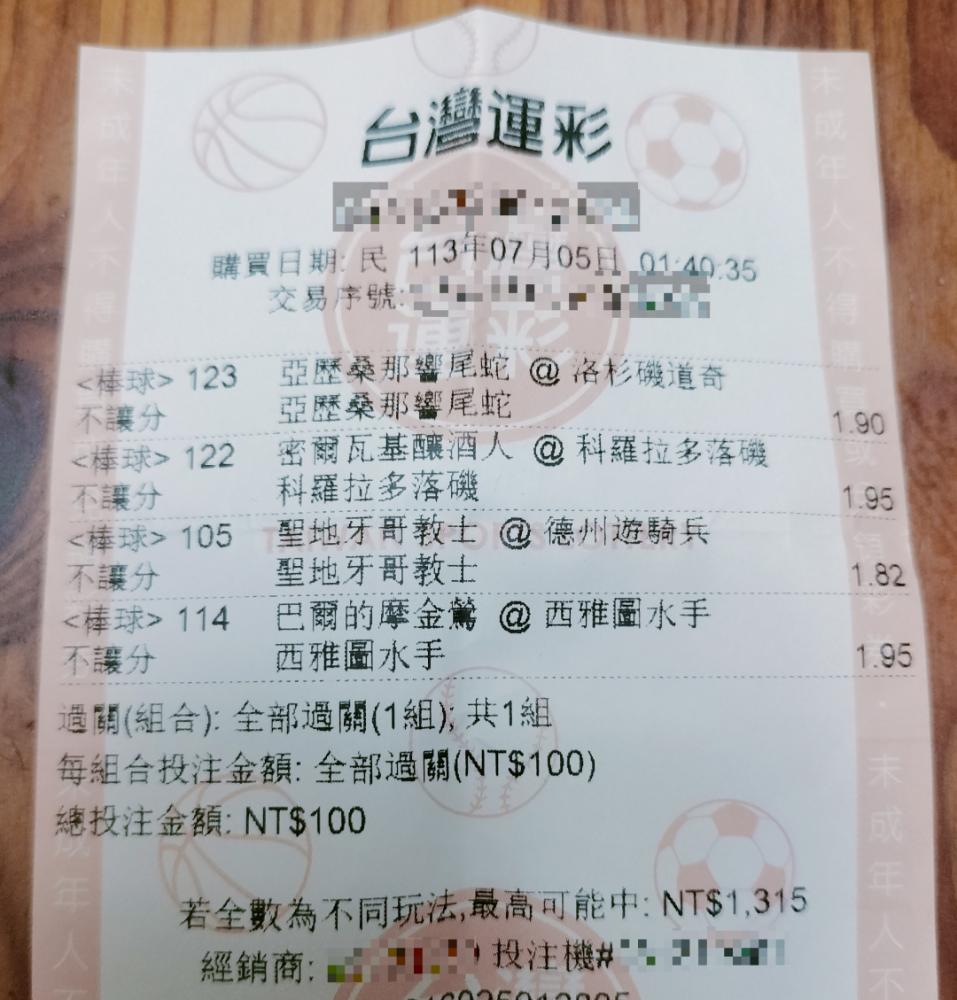 台灣運彩
購買日期: 民 113年07月05日 01:40:35
交易序號:
<棒球> 123 亞歷桑那響尾蛇 @ 洛杉磯道奇
不讓分 亞歷桑那響尾蛇 1.90
<棒球> 122 密爾瓦基釀酒人 @ 科羅拉多落磯
不讓分 科羅拉多落磯 1.95
<棒球> 105 聖地牙哥教士 @ 德州遊騎兵
不讓分 聖地牙哥教士 1.82
<棒球> 114 巴爾的摩金鶯 @ 西雅圖水手
不讓分 西雅圖水手 1.95
過關(組合): 全部過關(1組); 共1組
每組合投注金額: 全部過關(NT$100)
總投注金額: NT$100
若全數為不同玩法,最高可能中: NT$1,315
經銷商: 投注機#
未成年人不得
未成年人不得
未成年人不